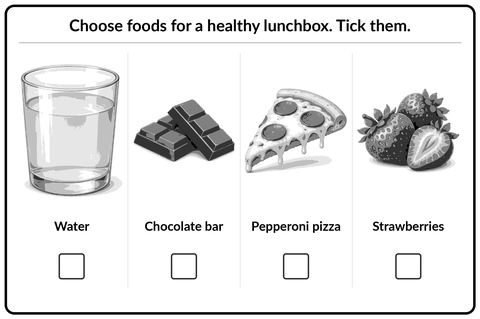 Choose foods for a healthy lunchbox. Tick them.
Water
Chocolate bar
Pepperoni pizza
Strawberries